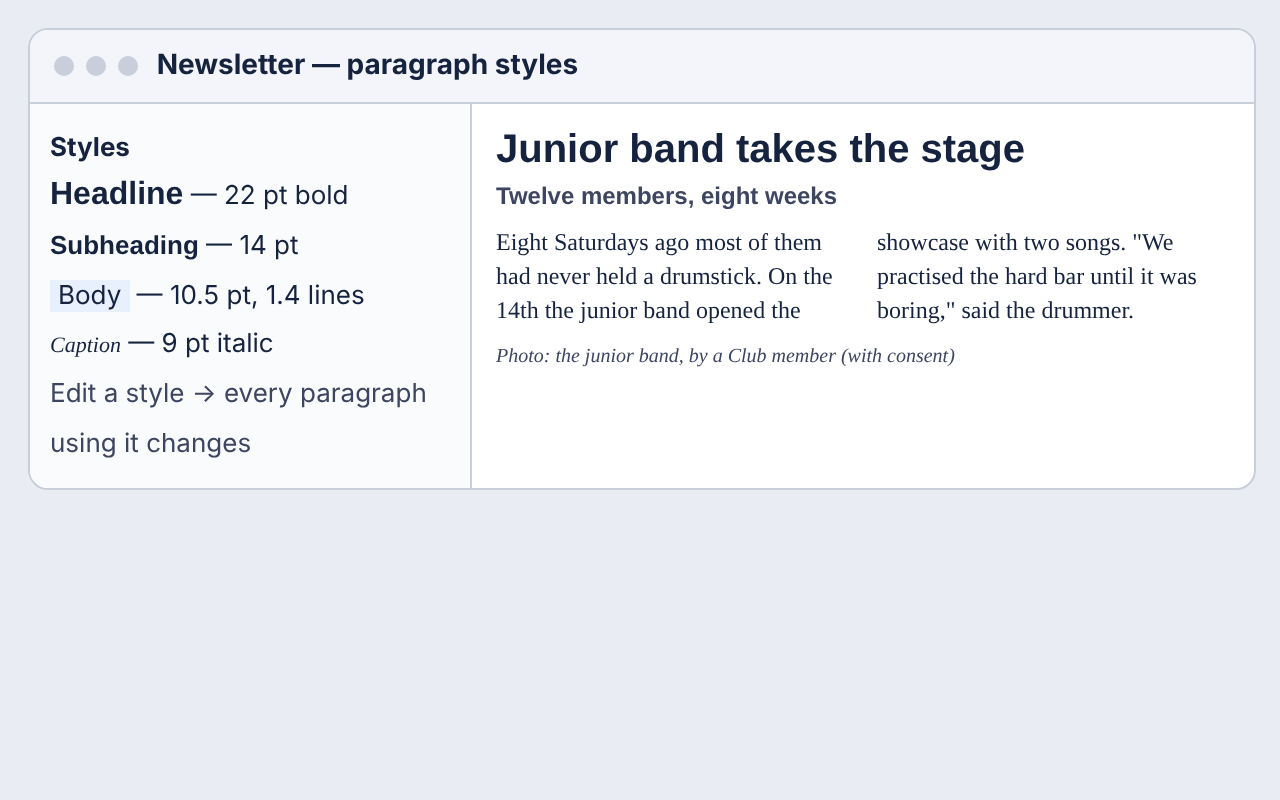 Newsletter — paragraph styles
Styles
Headline — 22 pt bold
Subheading — 14 pt
Body — 10.5 pt, 1.4 lines
Caption — 9 pt italic
Edit a style → every paragraph
using it changes
Junior band takes the stage
Twelve members, eight weeks
Eight Saturdays ago most of them
had never held a drumstick. On the
14th the junior band opened the
showcase with two songs. "We
practised the hard bar until it was
boring," said the drummer.
Photo: the junior band, by a Club member (with consent)